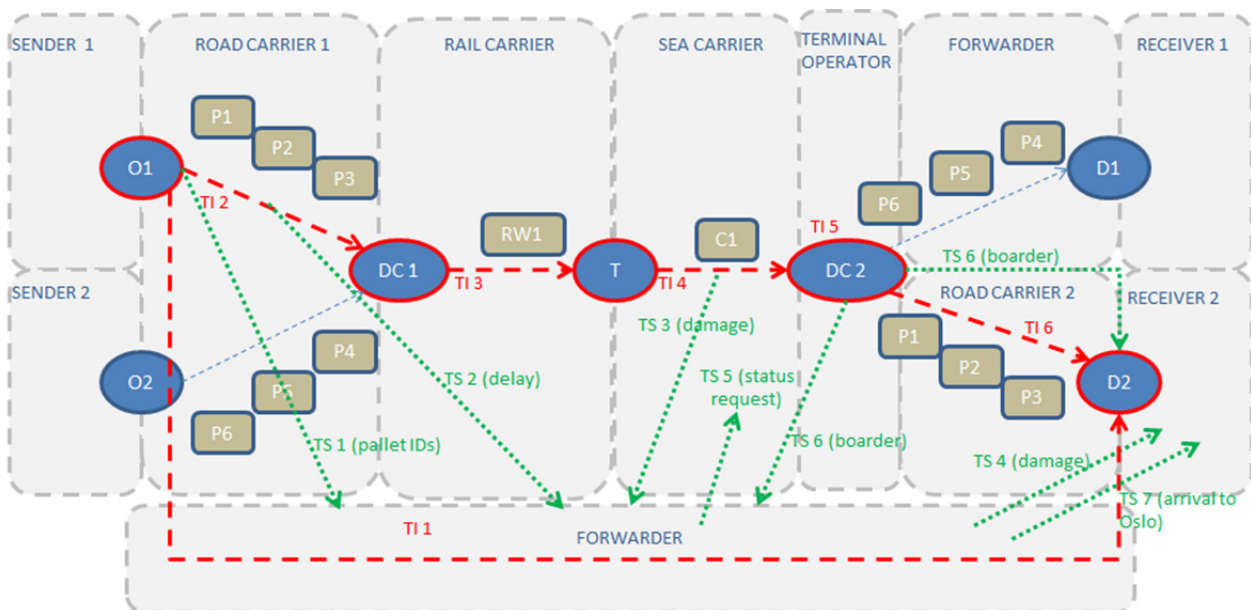 SENDER 1
ROAD CARRIER 1
RAIL CARRIER
SEA CARRIER
TERMINAL
OPERATOR
FORWARDER
RECEIVER 1
P1
P2
P3
P4
P5
P6
O1
D1
TI 2
RW1
C1
TI 5
DC 1
T
DC 2
TS 6 (boarder)
TI 3
TI 4
SENDER 2
ROAD CARRIER 2
RECEIVER 2
TS 3 (damage)
TI 6
P1
P2
P3
P4
P5
P6
O2
D2
TS 2 (delay)
TS 5 (status
request)
TS 1 (pallet IDs)
TS 6 (boarder)
TS 4 (damage)
TS 7 (arrival to
Oslo)
TI 1
FORWARDER